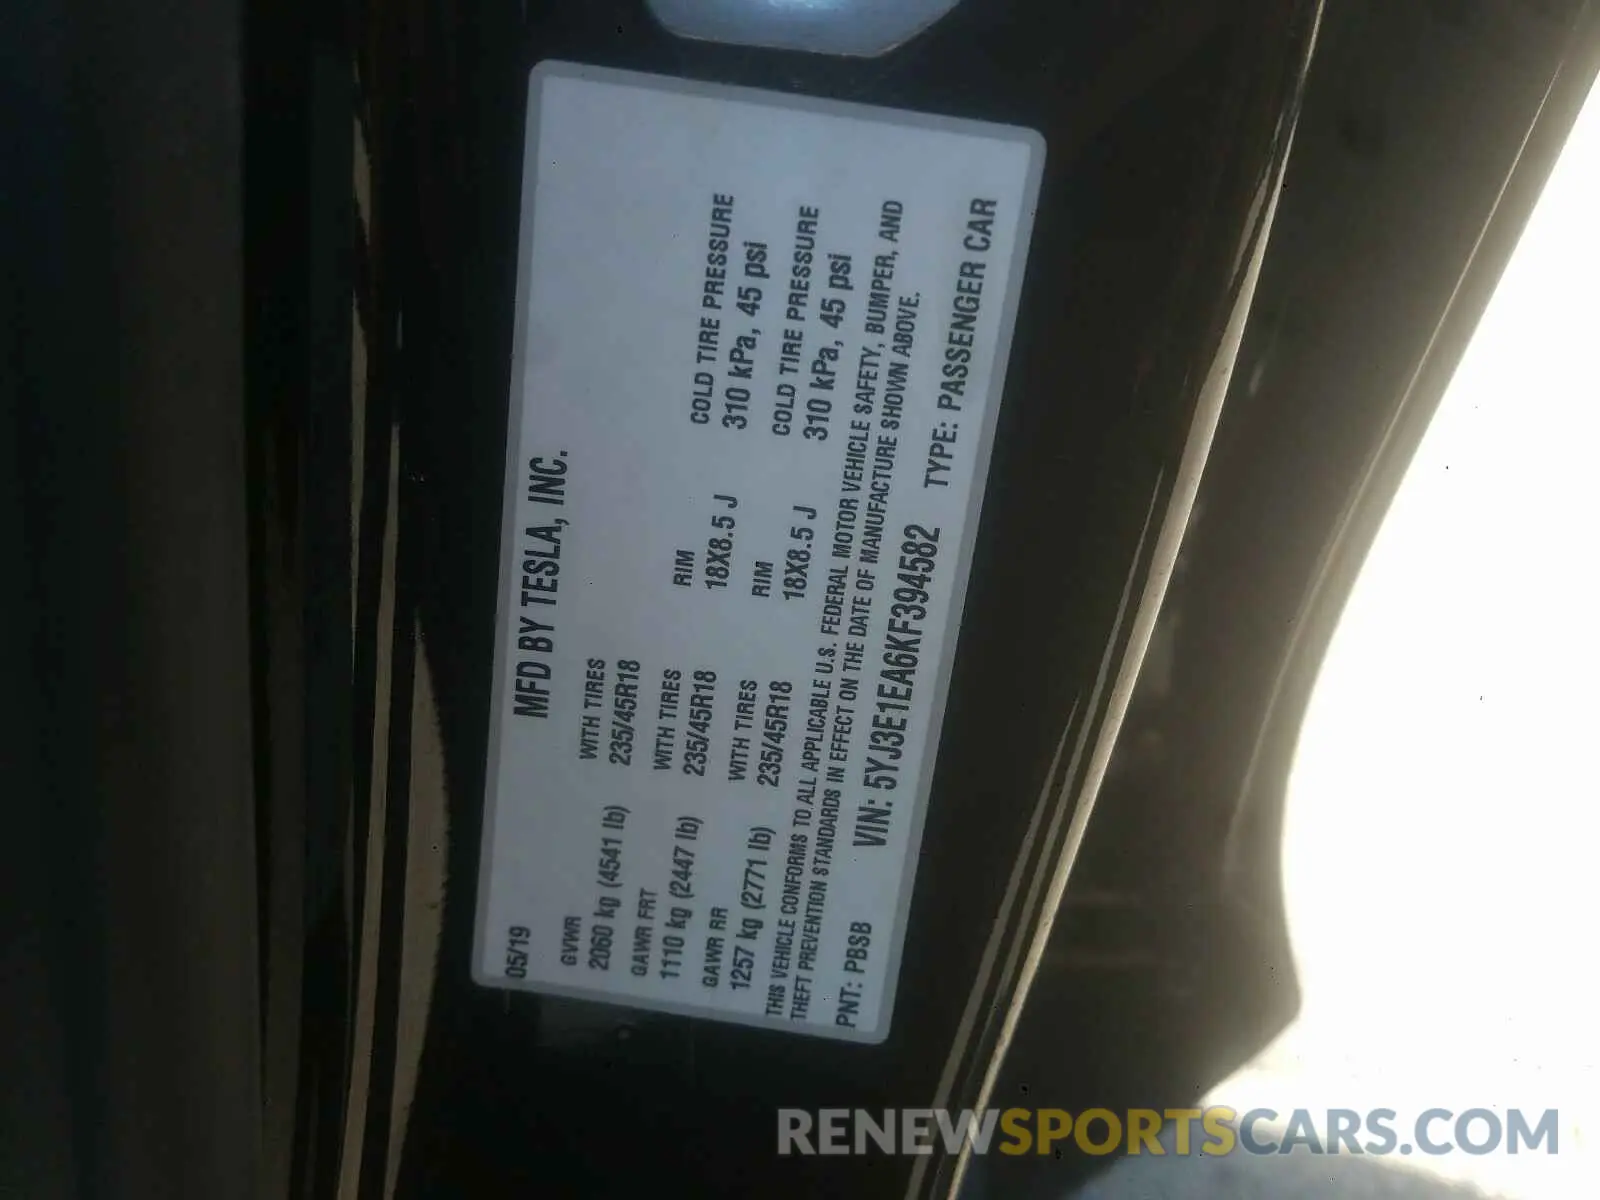 MFD BY TESLA, INC.
05/19
GVWR
2060 kg (4541 lb)
WITH TIRES
235/45R18
GAWR FRT
1110 kg (2447 lb)
WITH TIRES
235/45R18
RIM
18X8.5 J
COLD TIRE PRESSURE
310 kPa, 45 psi
GAWR RR
1257 kg (2771 lb)
WITH TIRES
235/45R18
RIM
18X8.5 J
COLD TIRE PRESSURE
310 kPa, 45 psi
THIS VEHICLE CONFORMS TO ALL APPLICABLE U.S. FEDERAL MOTOR VEHICLE SAFETY, BUMPER, AND
THEFT PREVENTION STANDARDS IN EFFECT ON THE DATE OF MANUFACTURE SHOWN ABOVE.
PNT: PBSB VIN: 5YJ3E1EA6KF394582 TYPE: PASSENGER CAR
RENEWSPORTSCARS.COM